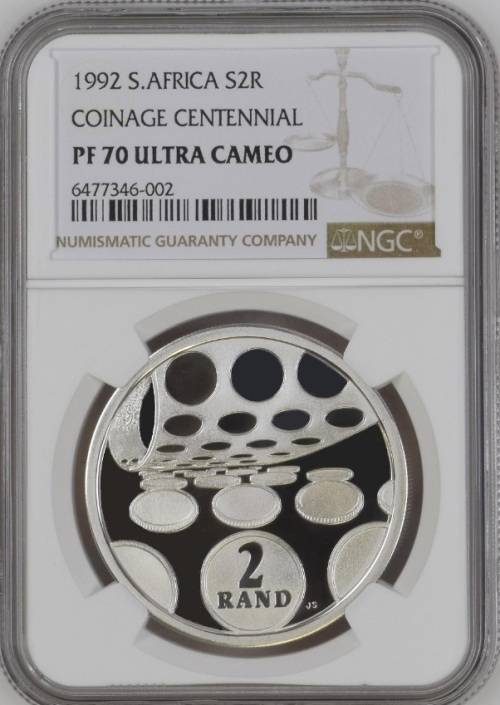 1992 S.AFRICA S2R
COINAGE CENTENNIAL
PF 70 ULTRA CAMEO
6477346-002
NUMISMATIC GUARANTY COMPANY
NGC®
2
RAND
JS